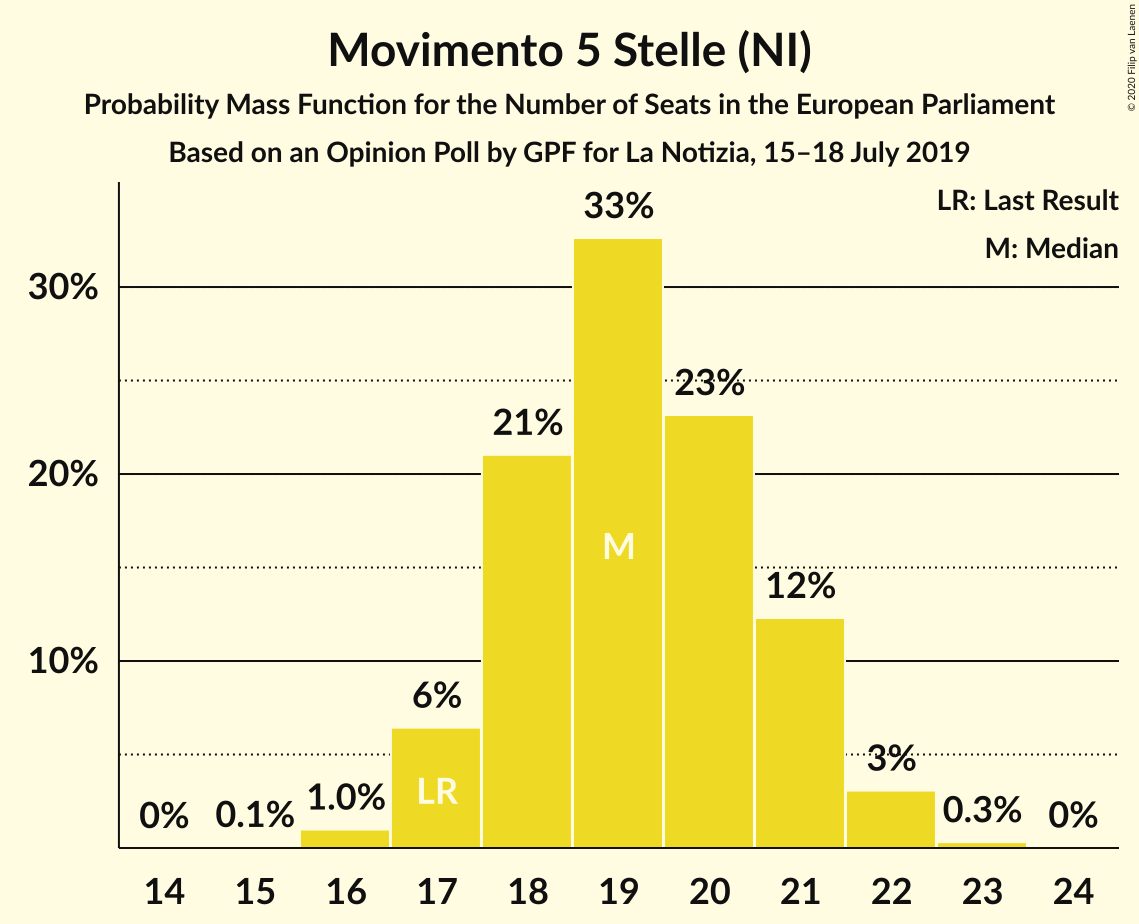 Movimento 5 Stelle (NI)
Probability Mass Function for the Number of Seats in the European Parliament
Based on an Opinion Poll by GPF for La Notizia, 15–18 July 2019
© 2020 Filip van Laenen
LR: Last Result
M: Median
30%
20%
10%
0%
0.1%
1.0%
6%
21%
33%
23%
12%
3%
0.3%
0%
LR
M
14 15 16 17 18 19 20 21 22 23 24